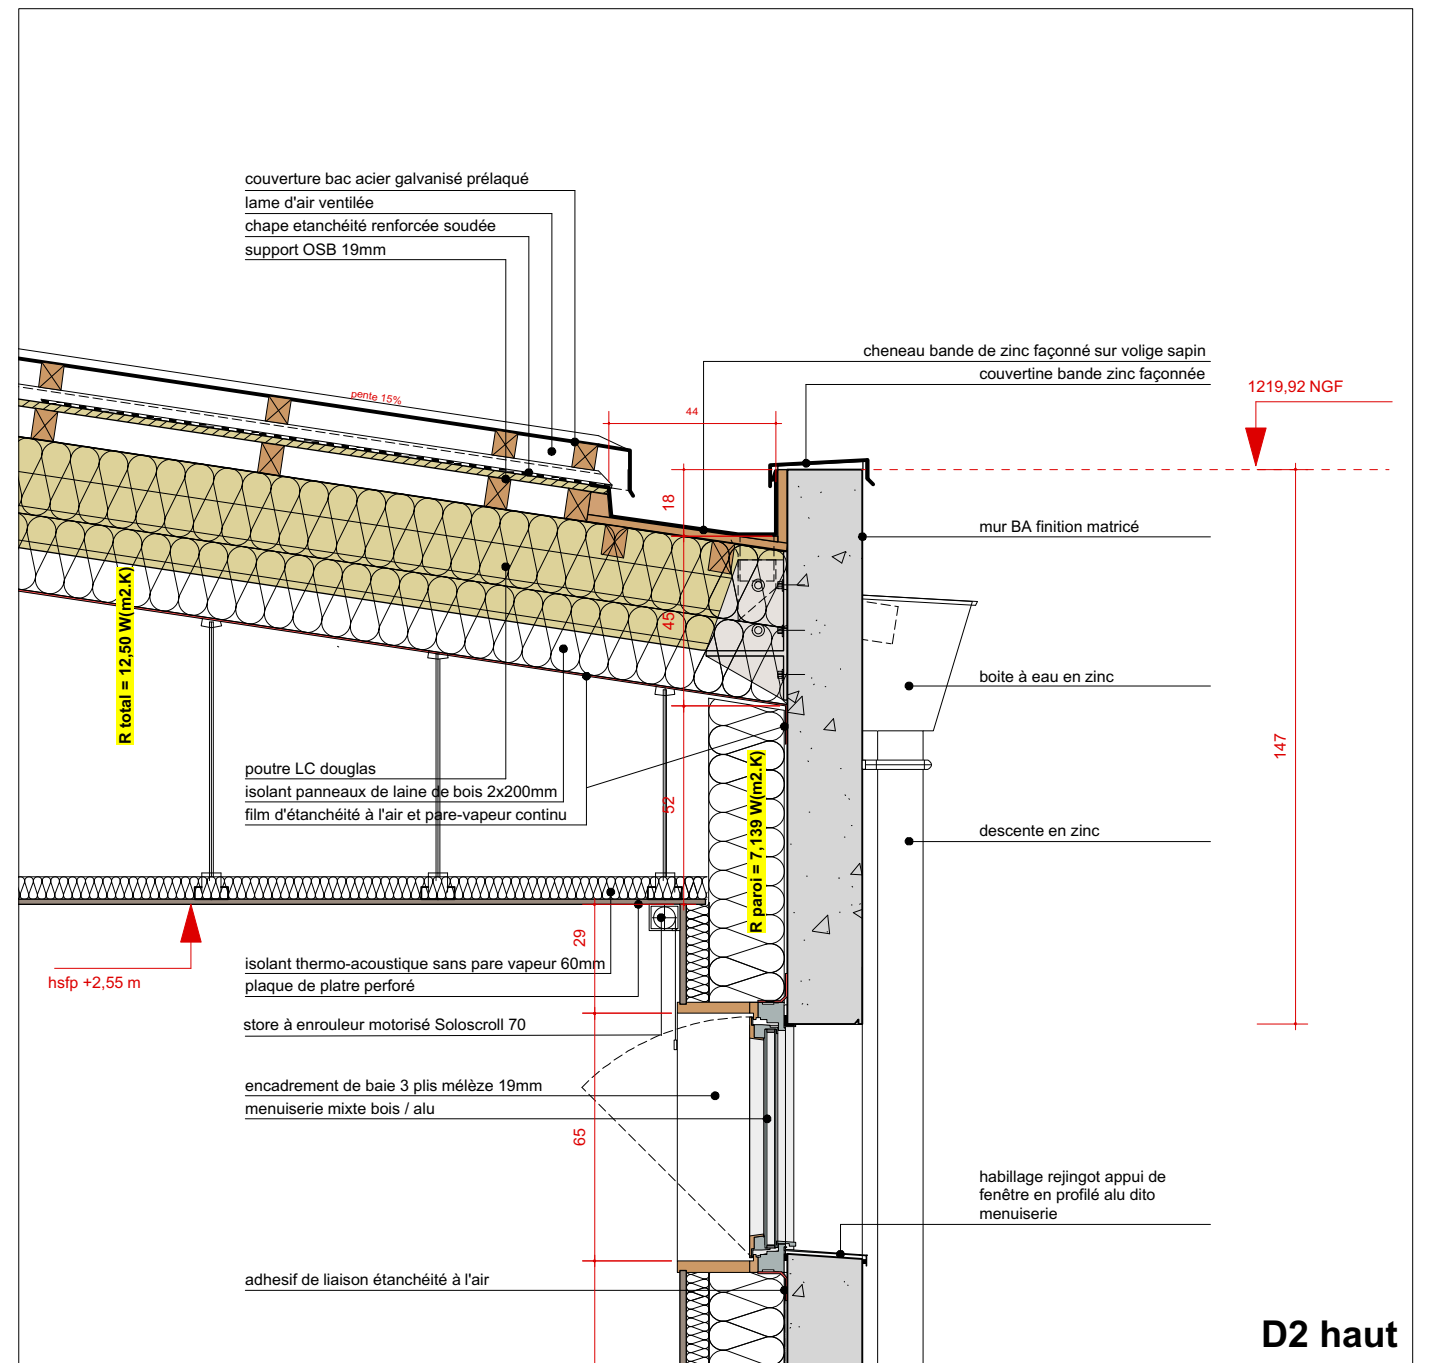 couverture bac acier galvanisé prélaqué
lame d'air ventilée
chape etanchéité renforcée soudée
support OSB 19mm
cheneau bande de zinc façonné sur volige sapin
couvertine bande zinc façonnée
1219,92 NGF
pente 15%
44
18
mur BA finition matricé
45
R total = 12,50 W(m2.K)
boite à eau en zinc
147
poutre LC douglas
isolant panneaux de laine de bois 2x200mm
film d'étanchéité à l'air et pare-vapeur continu
52
R paroi = 7,139 W(m2.K)
descente en zinc
29
isolant thermo-acoustique sans pare vapeur 60mm
plaque de platre perforé
hsfp +2,55 m
store à enrouleur motorisé Soloscroll 70
encadrement de baie 3 plis mélèze 19mm
menuiserie mixte bois / alu
65
habillage rejingot appui de
fenêtre en profilé alu dito
menuiserie
adhesif de liaison étanchéité à l'air
D2 haut